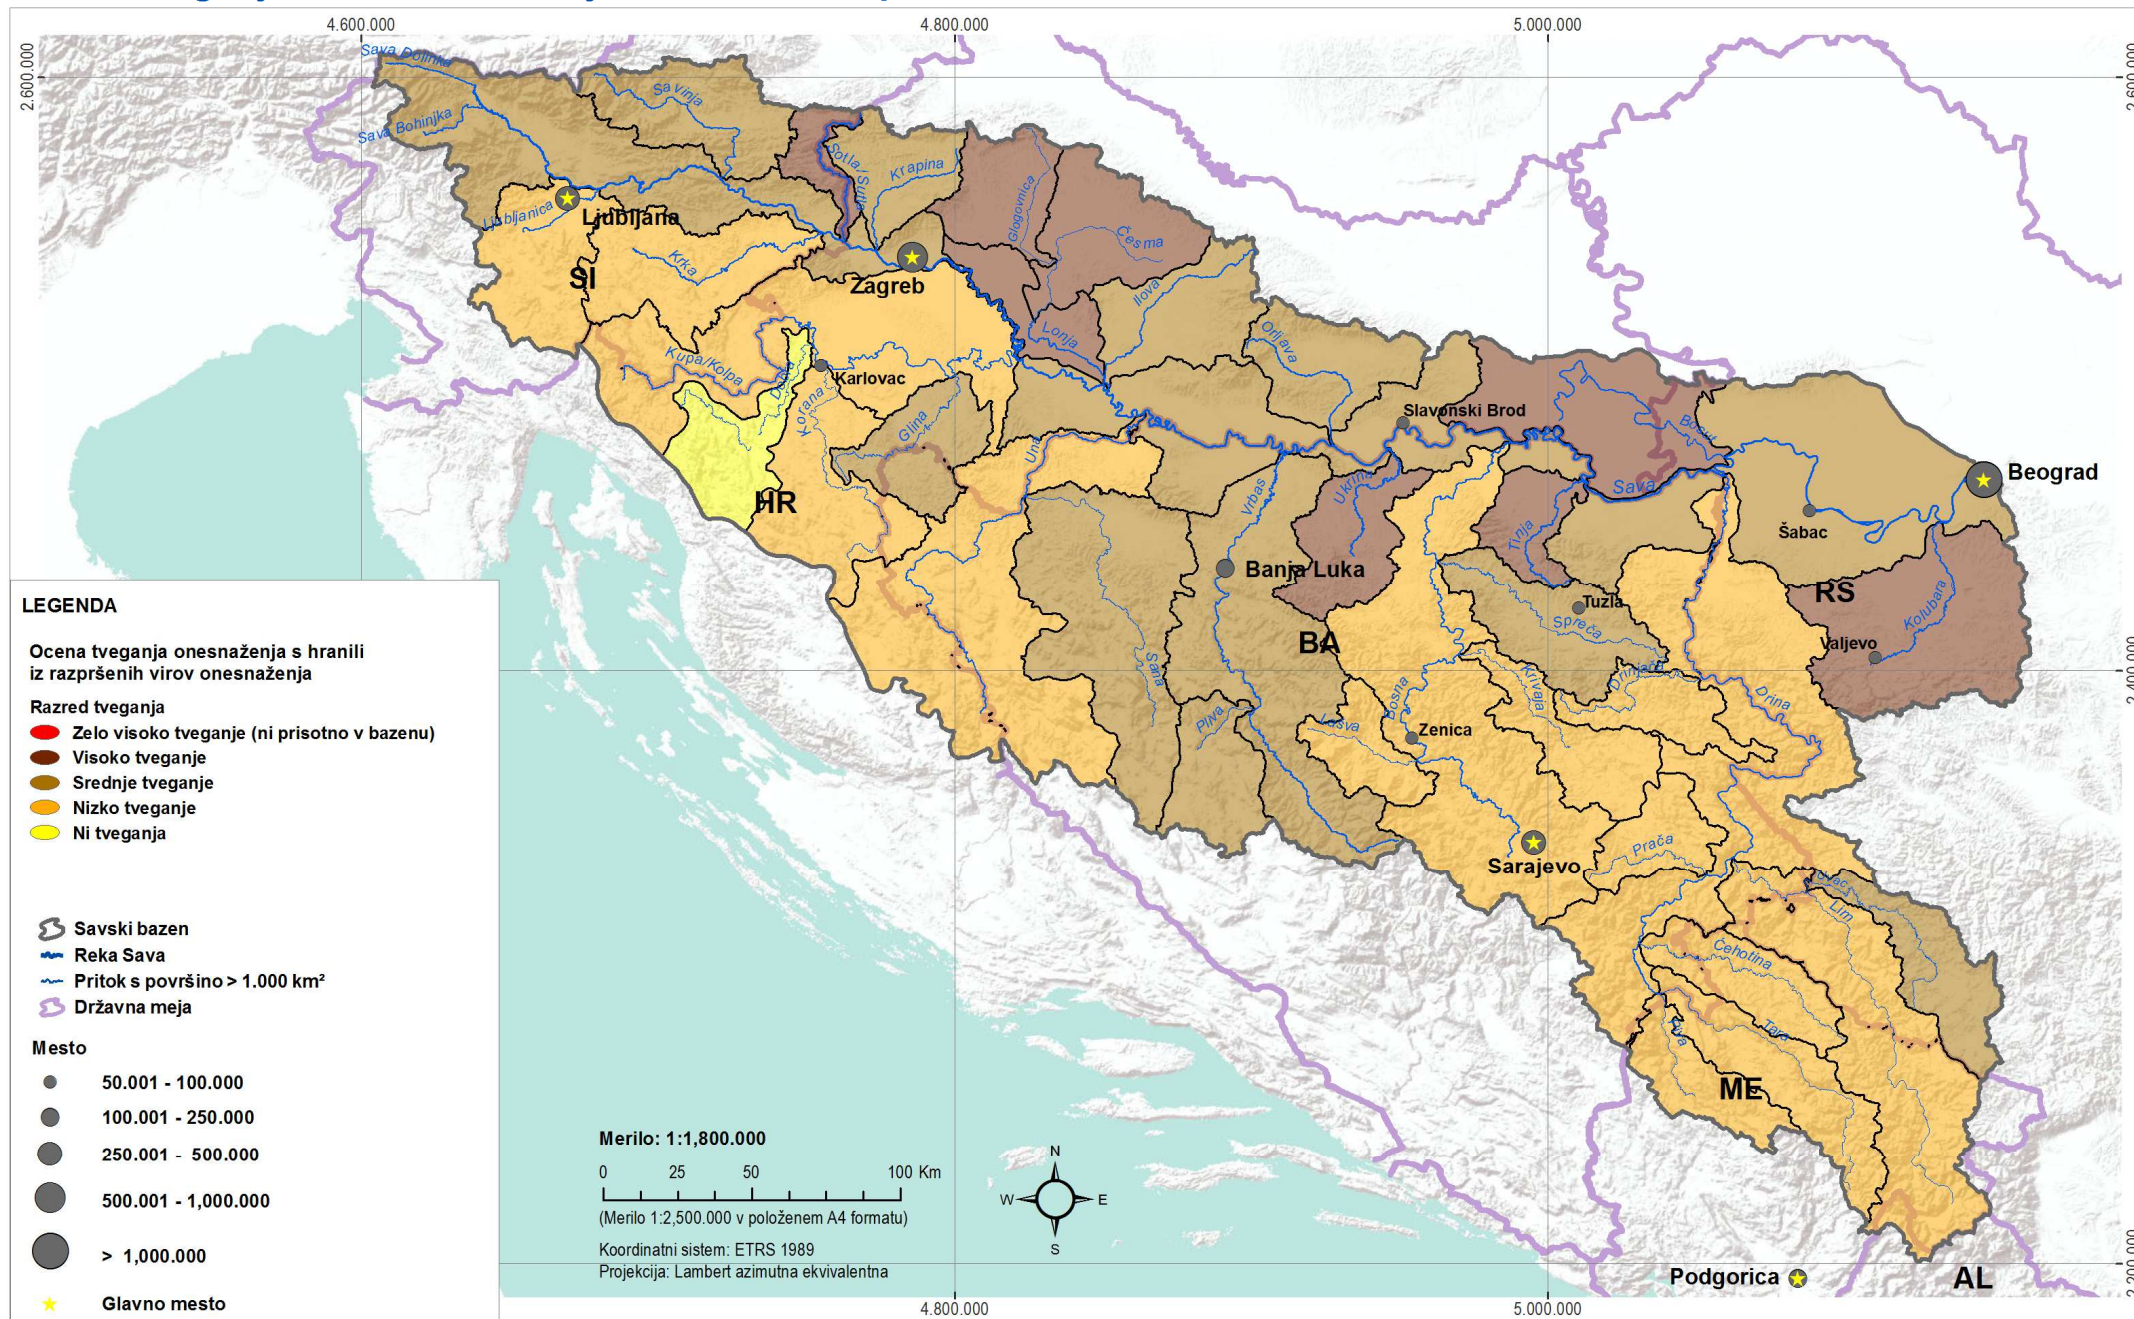 4.600.000
4.800.000
5.000.000
2.600.000
Sava Dolinka
Savinja
Sava Bohinjka
Sotla/Sutla
Krapina
Glogovnica
Česma
Ljubljanica
Ljubljana
Krka
SI
Zagreb
Ilova
Lonja
Orljava
Kupa/Kolpa
Dobra
Karlovac
Korana
Glina
Slavonski Brod
Bosut
Una
HR
Vrbas
Ukrina
Sava
Beograd
Tinja
Šabac
Banja Luka
RS
Tuzla
Kolubara
Spreča
BA
Valjevo
Sana
Drinjača
Krivaja
Bosna
Drina
Pliva
Lašva
Zenica
Prača
Sarajevo
Uvac
Lim
Ćehotina
Tara
Piva
ME
Podgorica
AL
LEGENDA
Ocena tveganja onesnaženja s hranili
iz razpršenih virov onesnaženja
Razred tveganja
Zelo visoko tveganje (ni prisotno v bazenu)
Visoko tveganje
Srednje tveganje
Nizko tveganje
Ni tveganja
Savski bazen
Reka Sava
Pritok s površino > 1.000 km²
Državna meja
Mesto
50.001 - 100.000
100.001 - 250.000
250.001 - 500.000
500.001 - 1,000.000
> 1,000.000
Glavno mesto
Merilo: 1:1,800.000
0 25 50 100 Km
(Merilo 1:2,500.000 v položenem A4 formatu)
Koordinatni sistem: ETRS 1989
Projekcija: Lambert azimutna ekvivalentna
N
W E
S
4.800.000
5.000.000